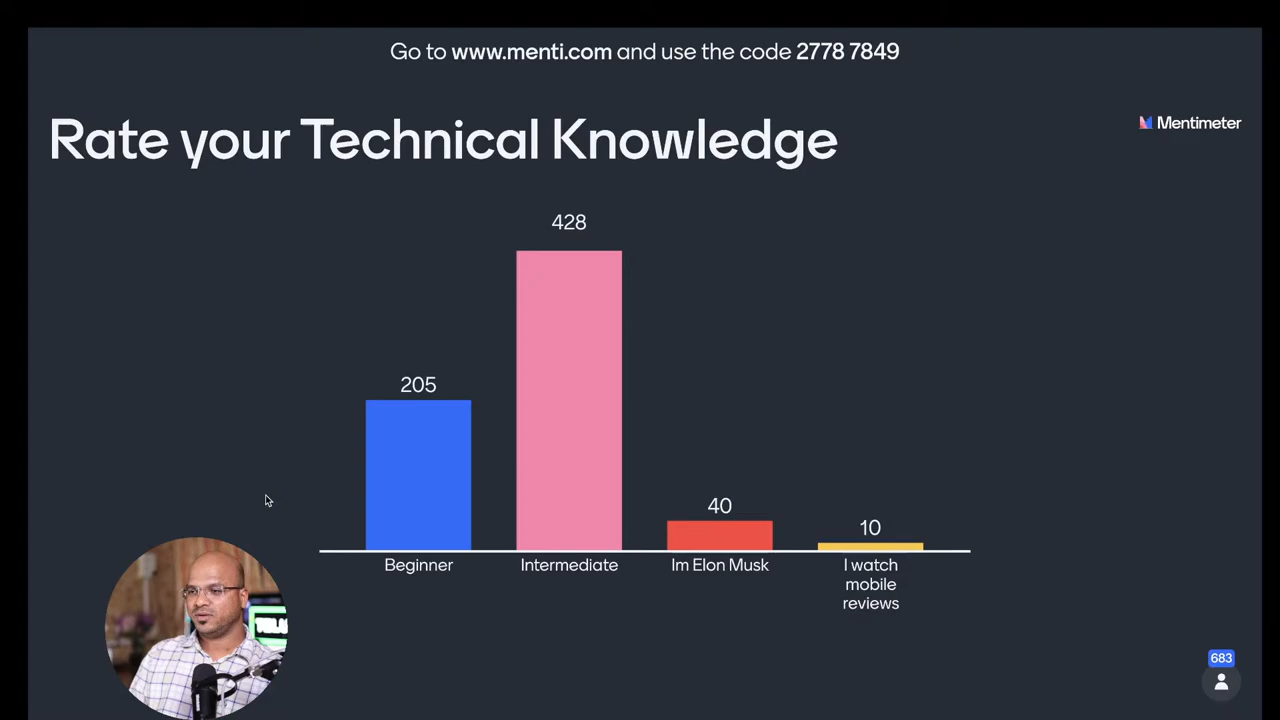 Go to www.menti.com and use the code 2778 7849
Rate your Technical Knowledge
Mentimeter
428
205
40
10
Beginner
Intermediate
Im Elon Musk
I watch
mobile
reviews
683